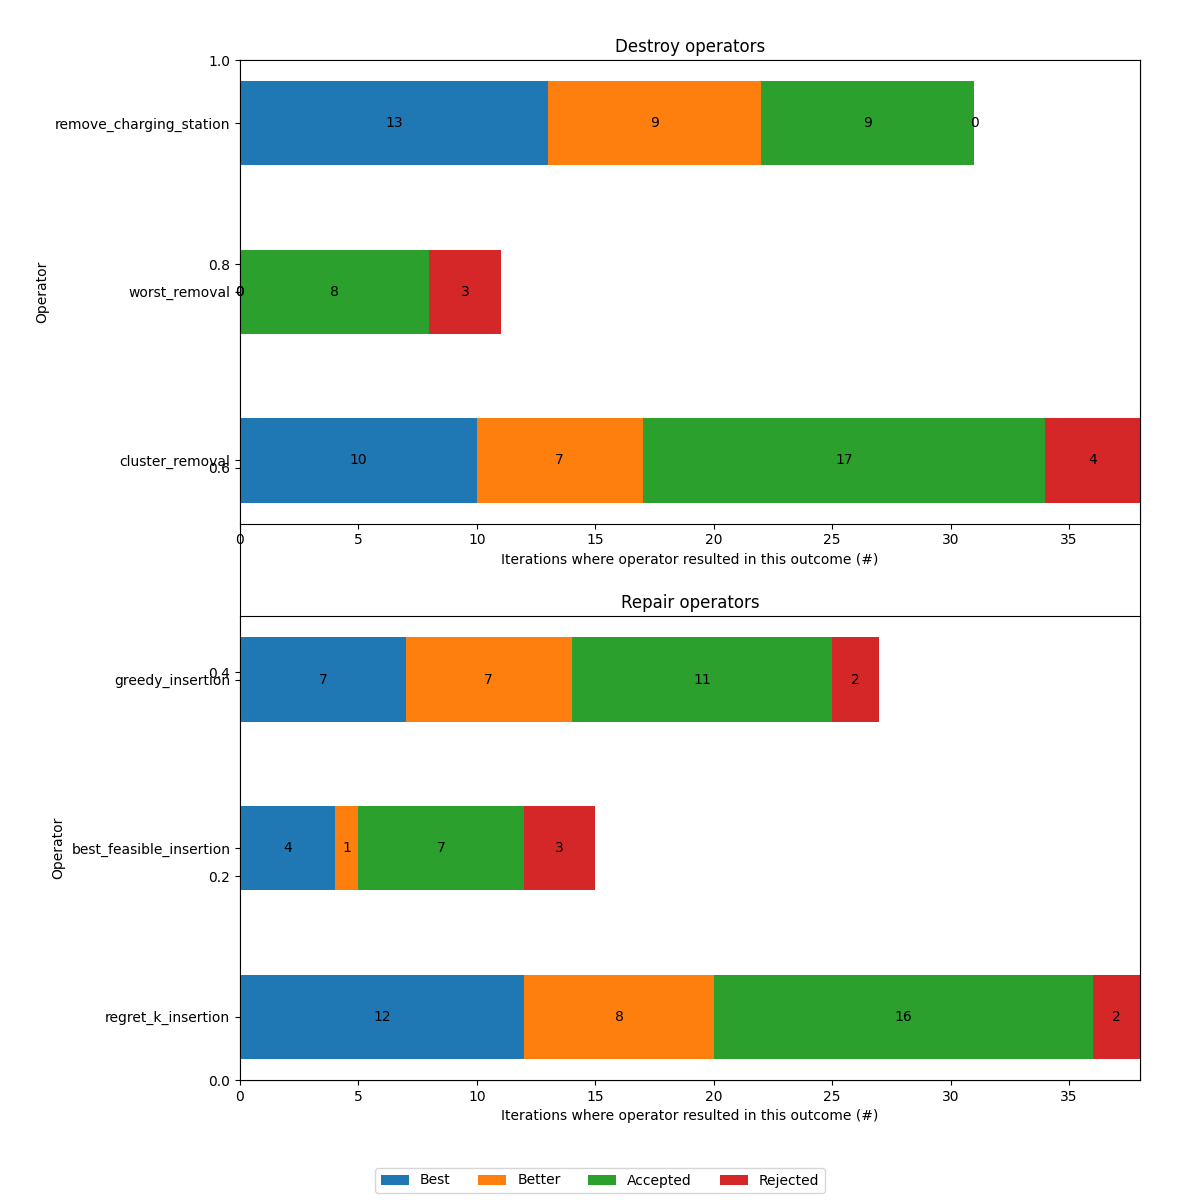 Destroy operators
1.0
remove_charging_station 13 9 9 0
0.8
worst_removal 0 0 8 3
Operator
cluster_removal 10 7 17 4
0.6
0 5 10 15 20 25 30 35
Iterations where operator resulted in this outcome (#)
Repair operators
0.4
greedy_insertion 7 7 11 2
Operator
best_feasible_insertion 4 1 7 3
0.2
regret_k_insertion 12 8 16 2
0.0
0 5 10 15 20 25 30 35
Iterations where operator resulted in this outcome (#)
Best Better Accepted Rejected